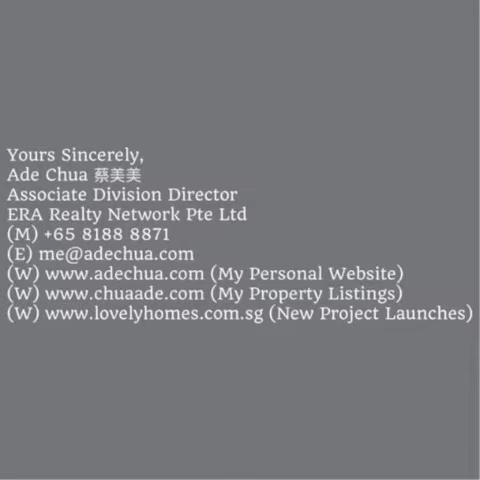 Yours Sincerely,
Ade Chua 蔡美美
Associate Division Director
ERA Realty Network Pte Ltd
(M) +65 8188 8871
(E) me@adechua.com
(W) www.adechua.com (My Personal Website)
(W) www.chuaade.com (My Property Listings)
(W) www.lovelyhomes.com.sg (New Project Launches)